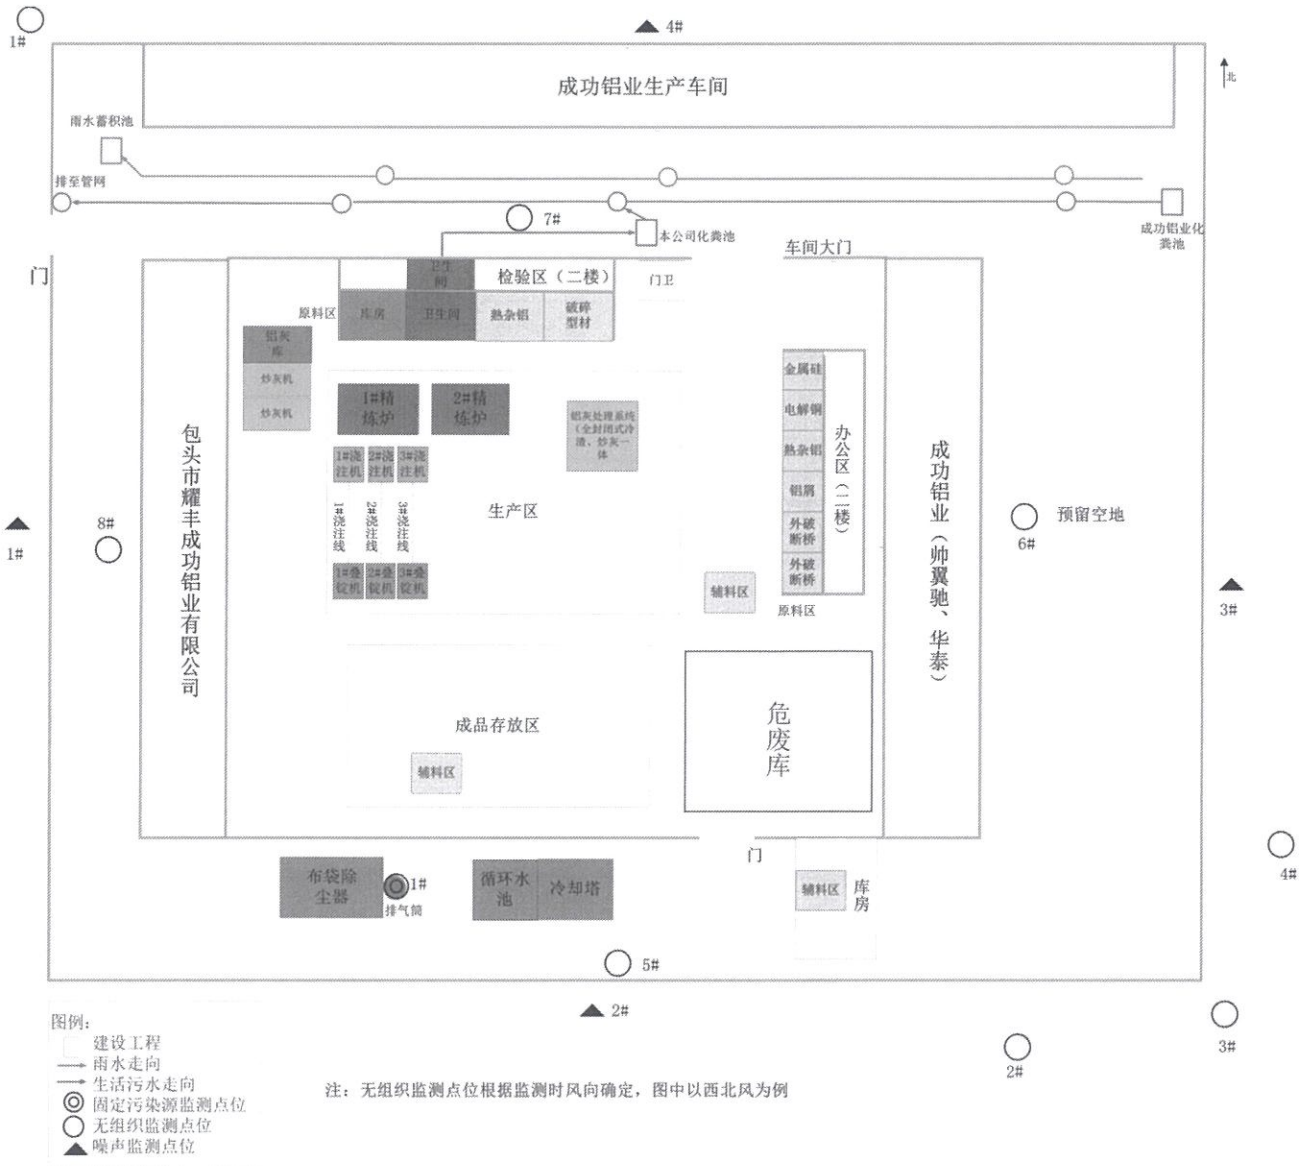 1#
4#
北
成功铝业生产车间
雨水蓄积池
排至管网
7#
本公司化粪池
成功铝业化
粪池
车间大门
门
卫生
间
检验区（二楼）
门卫
原料区
库房
卫生间
熟杂铝
破碎
型材
铝灰
库
炒灰机
炒灰机
1#精
炼炉
2#精
炼炉
铝灰处理系统
（全封闭式冷
渣、炒灰一
体
金属硅
电解铜
熟杂铝
铝屑
外破
断桥
外破
断桥
办公区（二楼）
原料区
1#浇
注机
2#浇
注机
3#浇
注机
1#浇注线
2#浇注线
3#浇注线
1#叠
锭机
2#叠
锭机
3#叠
锭机
生产区
包头市耀丰成功铝业有限公司
成功铝业（帅翼驰、华泰）
8#
1#
6#
预留空地
3#
辅料区
成品存放区
辅料区
危废库
门
布袋除
尘器
1#
排气筒
循环水
池
冷却塔
辅料区
库房
4#
5#
2#
3#
2#
图例：
建设工程
雨水走向
生活污水走向
固定污染源监测点位
无组织监测点位
噪声监测点位
注：无组织监测点位根据监测时风向确定，图中以西北风为例